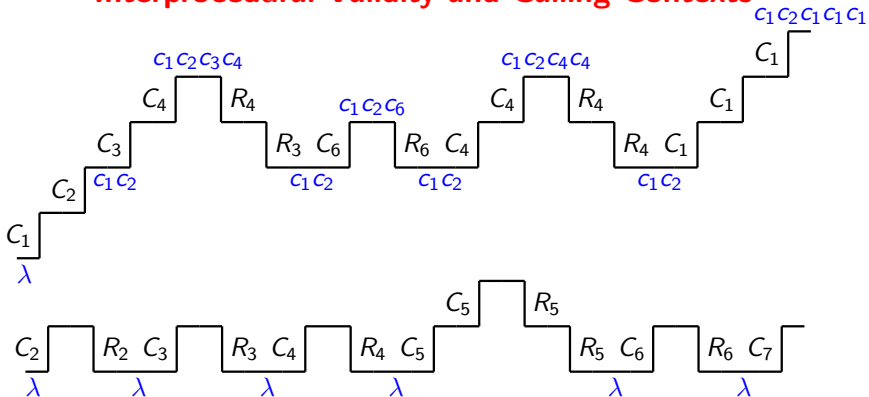 Interprocedural Validity and Calling Contexts
c₁c₂c₁c₁c₁
c₁c₂c₃c₄ c₁c₂c₄c₄ C₁
C₄ R₄ c₁c₂c₆ C₄ R₄ C₁
C₃ R₃ C₆ R₆ C₄ R₄ C₁
C₂ c₁c₂ c₁c₂ c₁c₂ c₁c₂
C₁
λ
C₅ R₅
C₂ R₂ C₃ R₃ C₄ R₄ C₅ R₅ C₆ R₆ C₇
λ λ λ λ λ λ